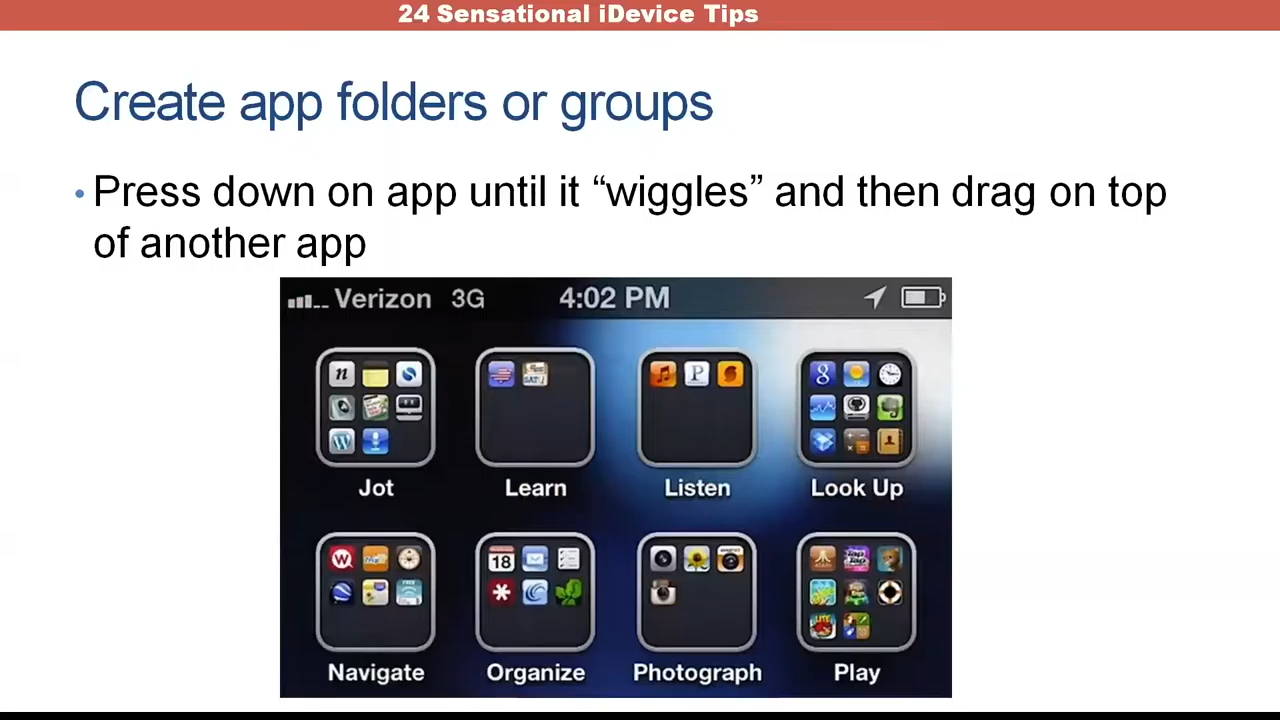 24 Sensational iDevice Tips
Create app folders or groups
• Press down on app until it “wiggles” and then drag on top
of another app
Verizon 3G 4:02 PM
Jot Learn Listen Look Up
18
Navigate Organize Photograph Play